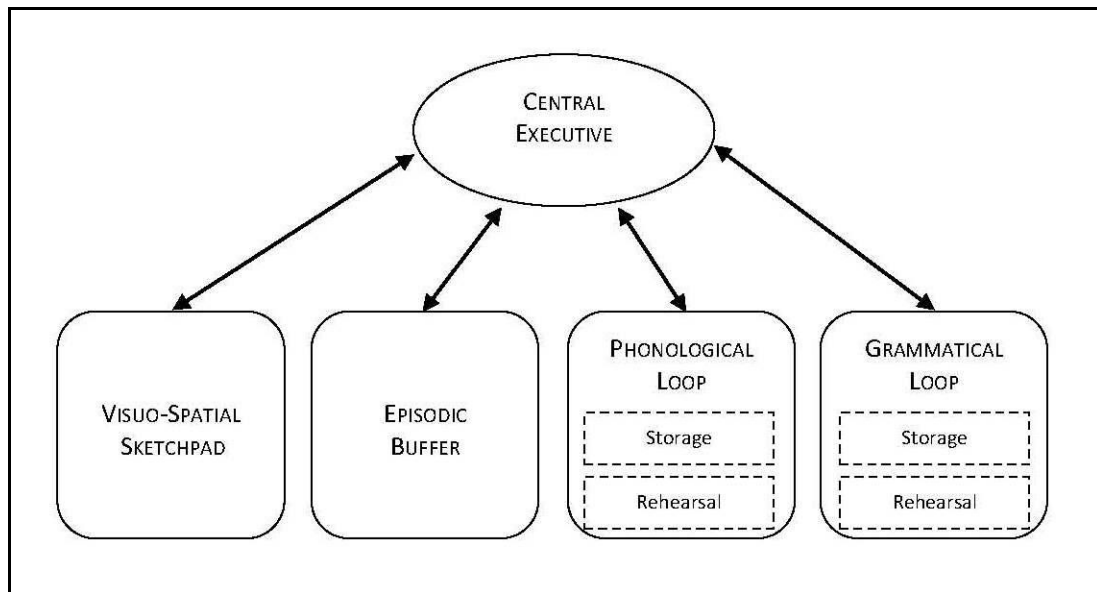 CENTRAL
EXECUTIVE
VISUO-SPATIAL
SKETCHPAD
EPISODIC
BUFFER
PHONOLOGICAL
LOOP
Storage
Rehearsal
GRAMMATICAL
LOOP
Storage
Rehearsal